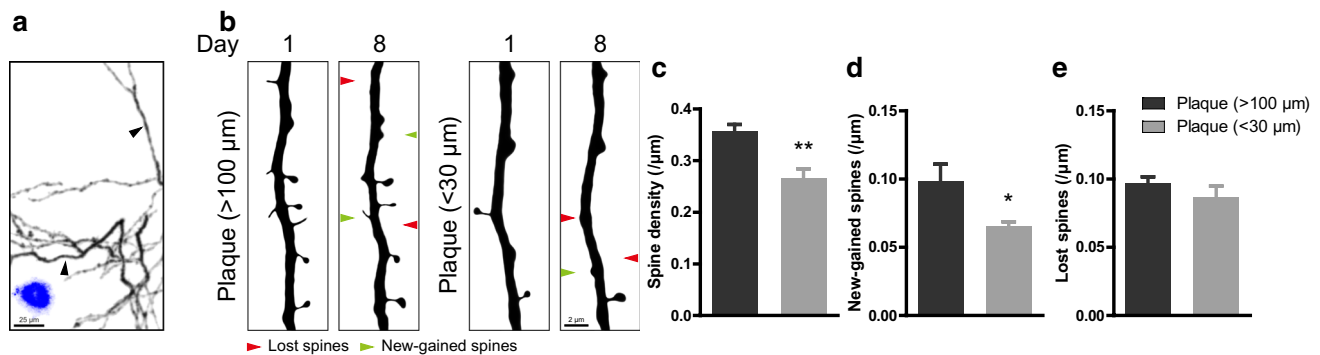 a
25 µm
b
Day 1 8 1 8
Plaque (>100 µm)
Plaque (<30 µm)
2 µm
Lost spines New-gained spines
c
Spine density (/µm)
0.4
0.3
0.2
0.1
0.0
**
d
New-gained spines (/µm)
0.15
0.10
0.05
0.00
*
e
Lost spines (/µm)
0.15
0.10
0.05
0.00
Plaque (>100 µm)
Plaque (<30 µm)